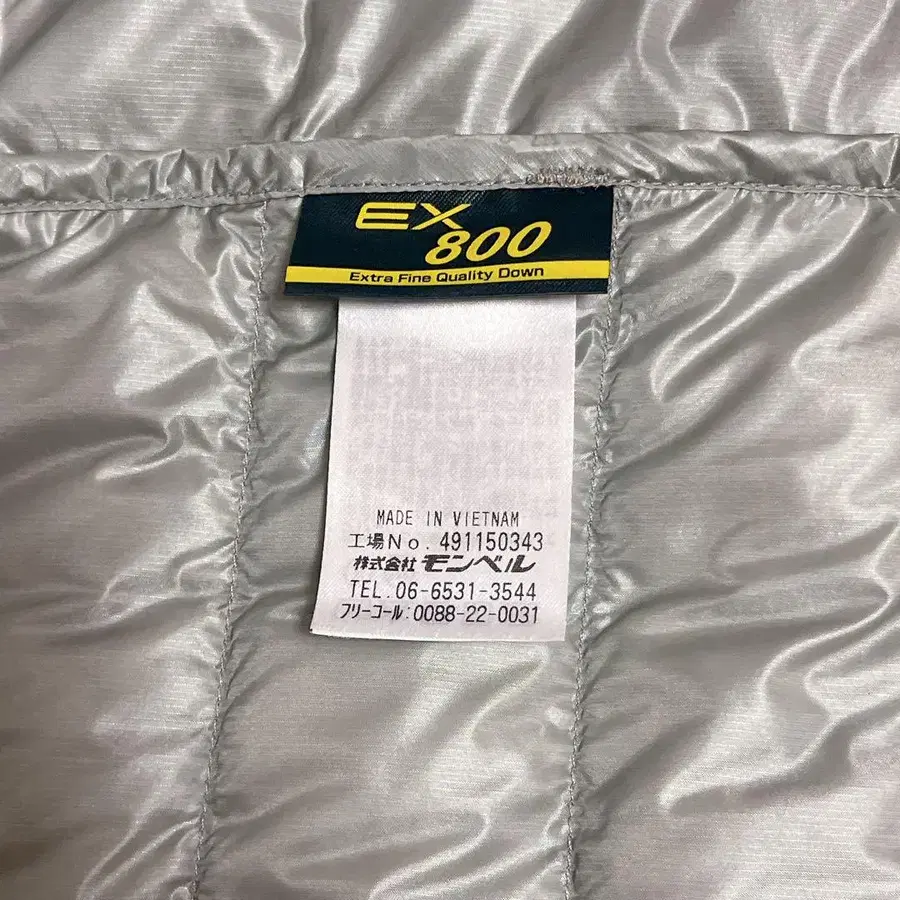 EX
800
Extra Fine Quality Down
MADE IN VIETNAM
工場No. 491150343
株式会社 モンベル
TEL. 06-6531-3544
フリーコール: 0088-22-0031